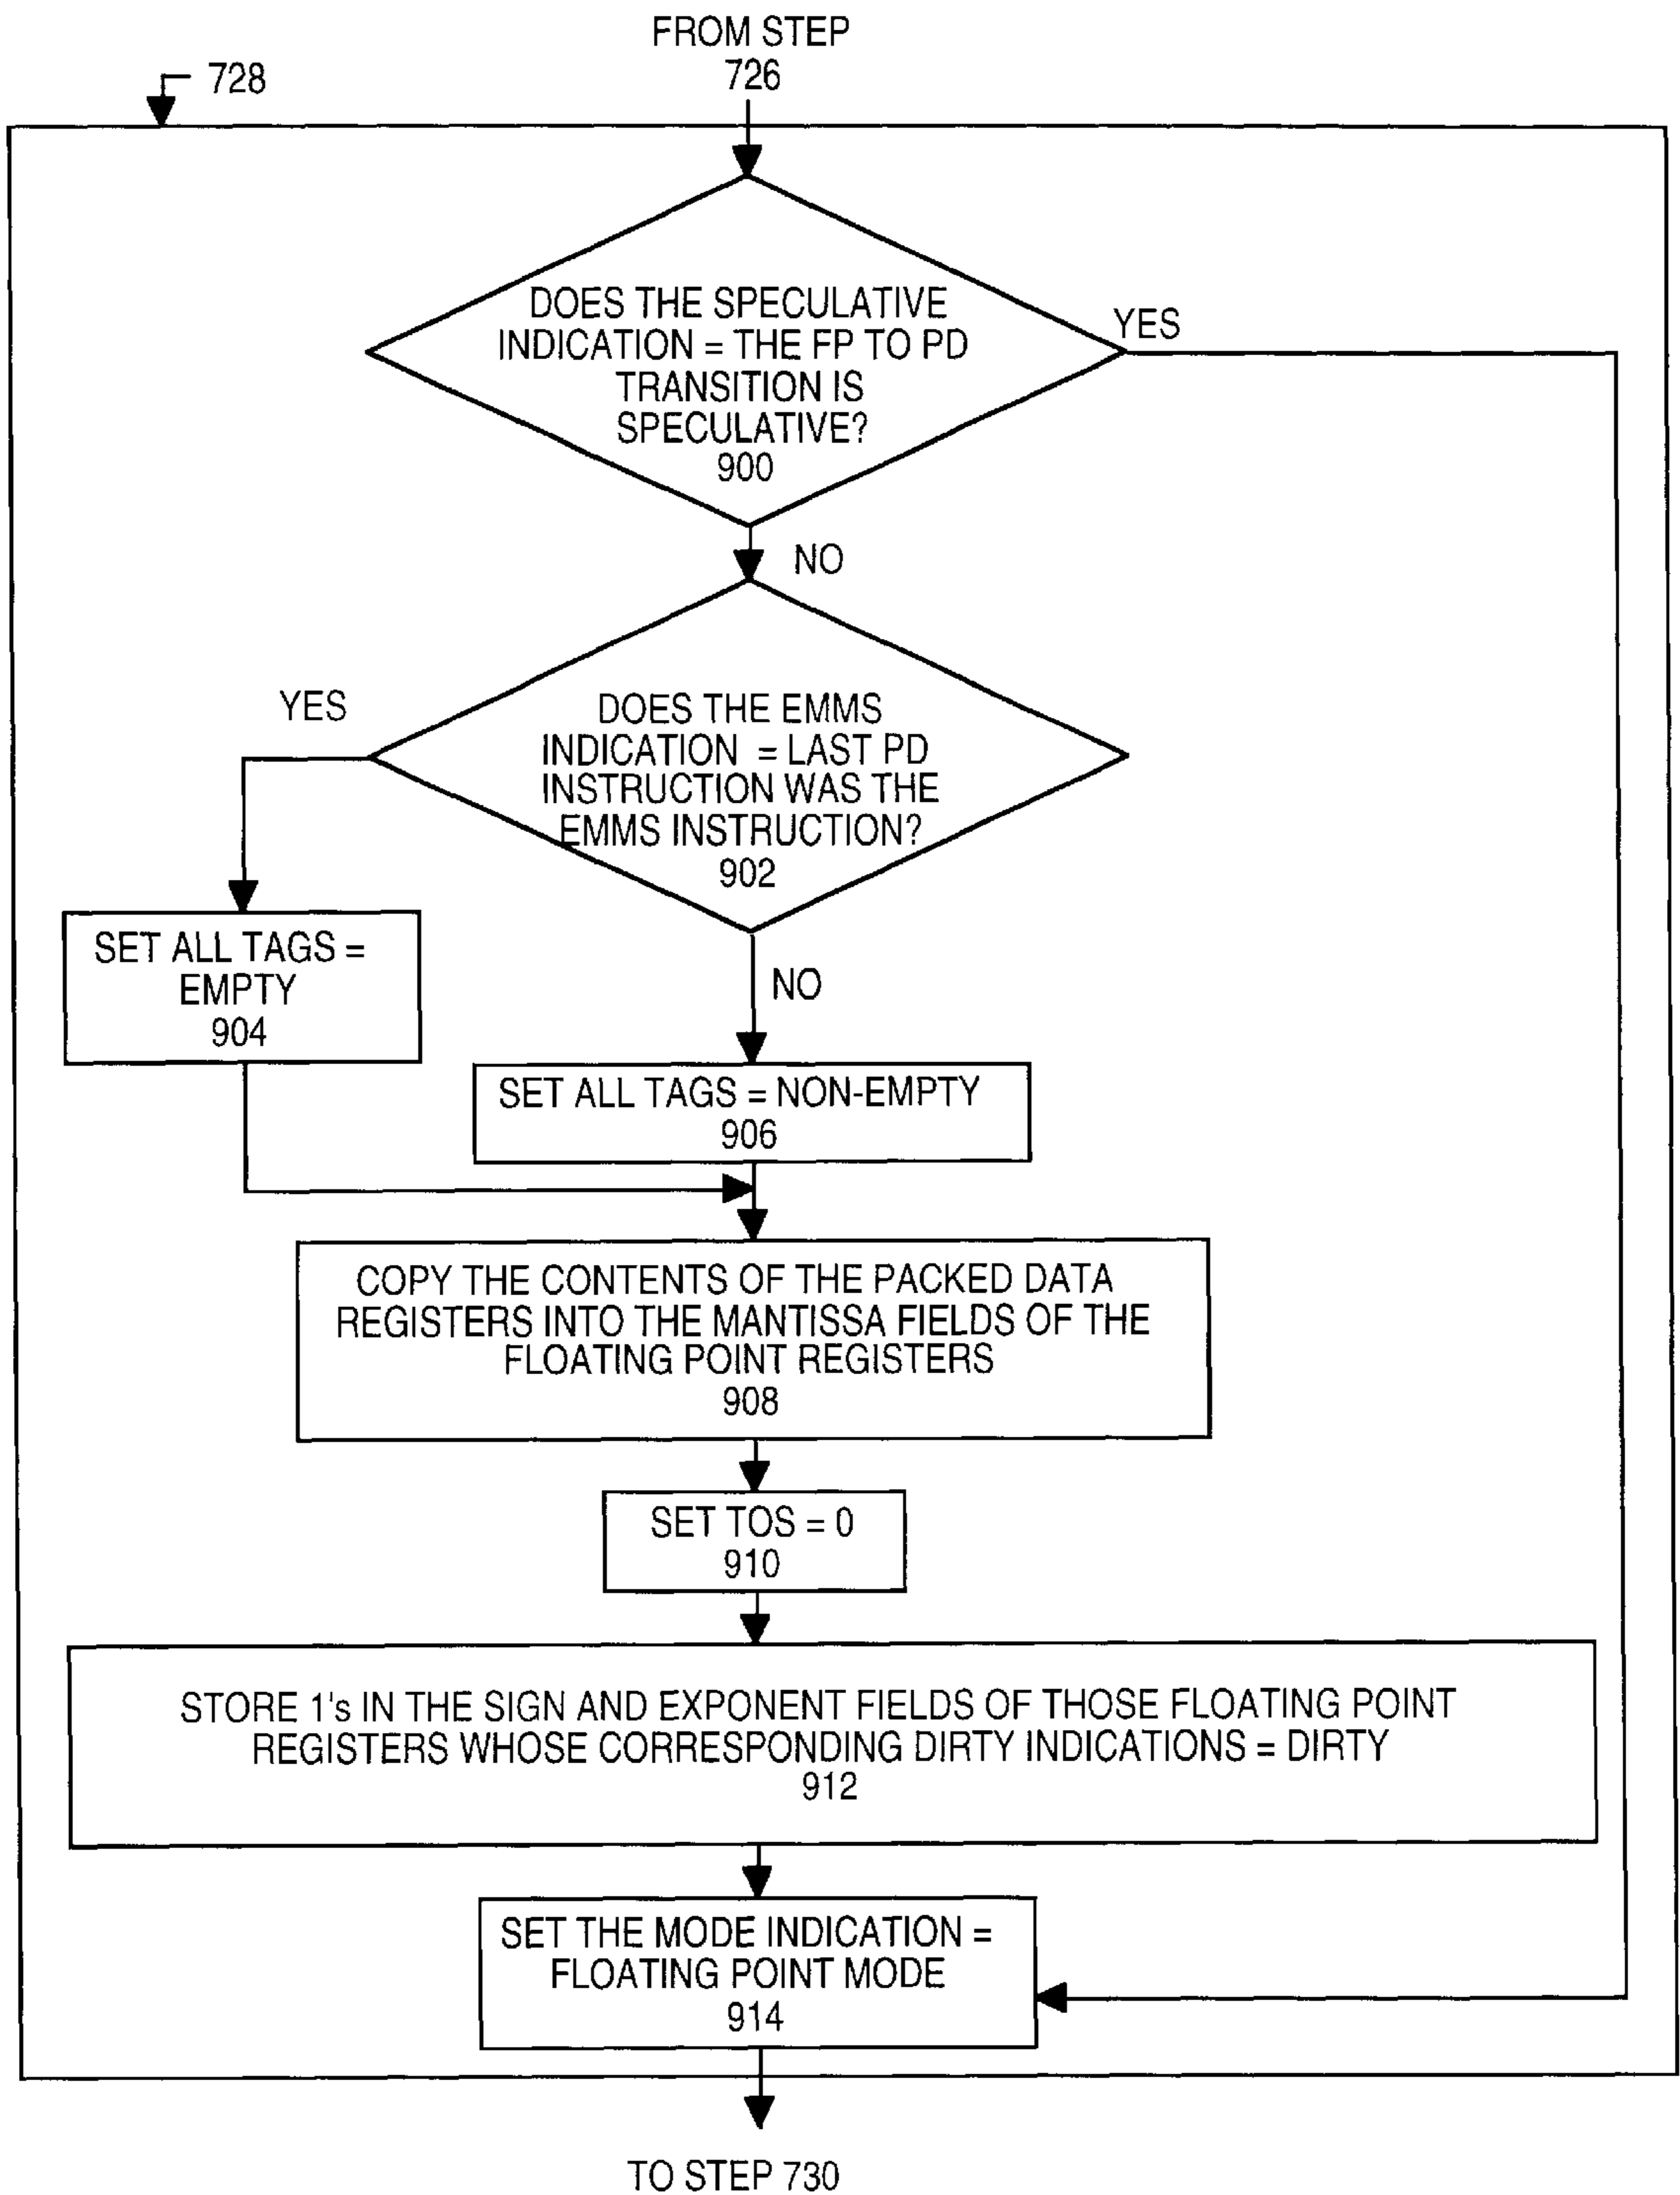 FROM STEP
726
728
DOES THE SPECULATIVE
INDICATION = THE FP TO PD
TRANSITION IS
SPECULATIVE?
900
YES
NO
YES
DOES THE EMMS
INDICATION = LAST PD
INSTRUCTION WAS THE
EMMS INSTRUCTION?
902
SET ALL TAGS =
EMPTY
904
NO
SET ALL TAGS = NON-EMPTY
906
COPY THE CONTENTS OF THE PACKED DATA
REGISTERS INTO THE MANTISSA FIELDS OF THE
FLOATING POINT REGISTERS
908
SET TOS = 0
910
STORE 1's IN THE SIGN AND EXPONENT FIELDS OF THOSE FLOATING POINT
REGISTERS WHOSE CORRESPONDING DIRTY INDICATIONS = DIRTY
912
SET THE MODE INDICATION =
FLOATING POINT MODE
914
TO STEP 730